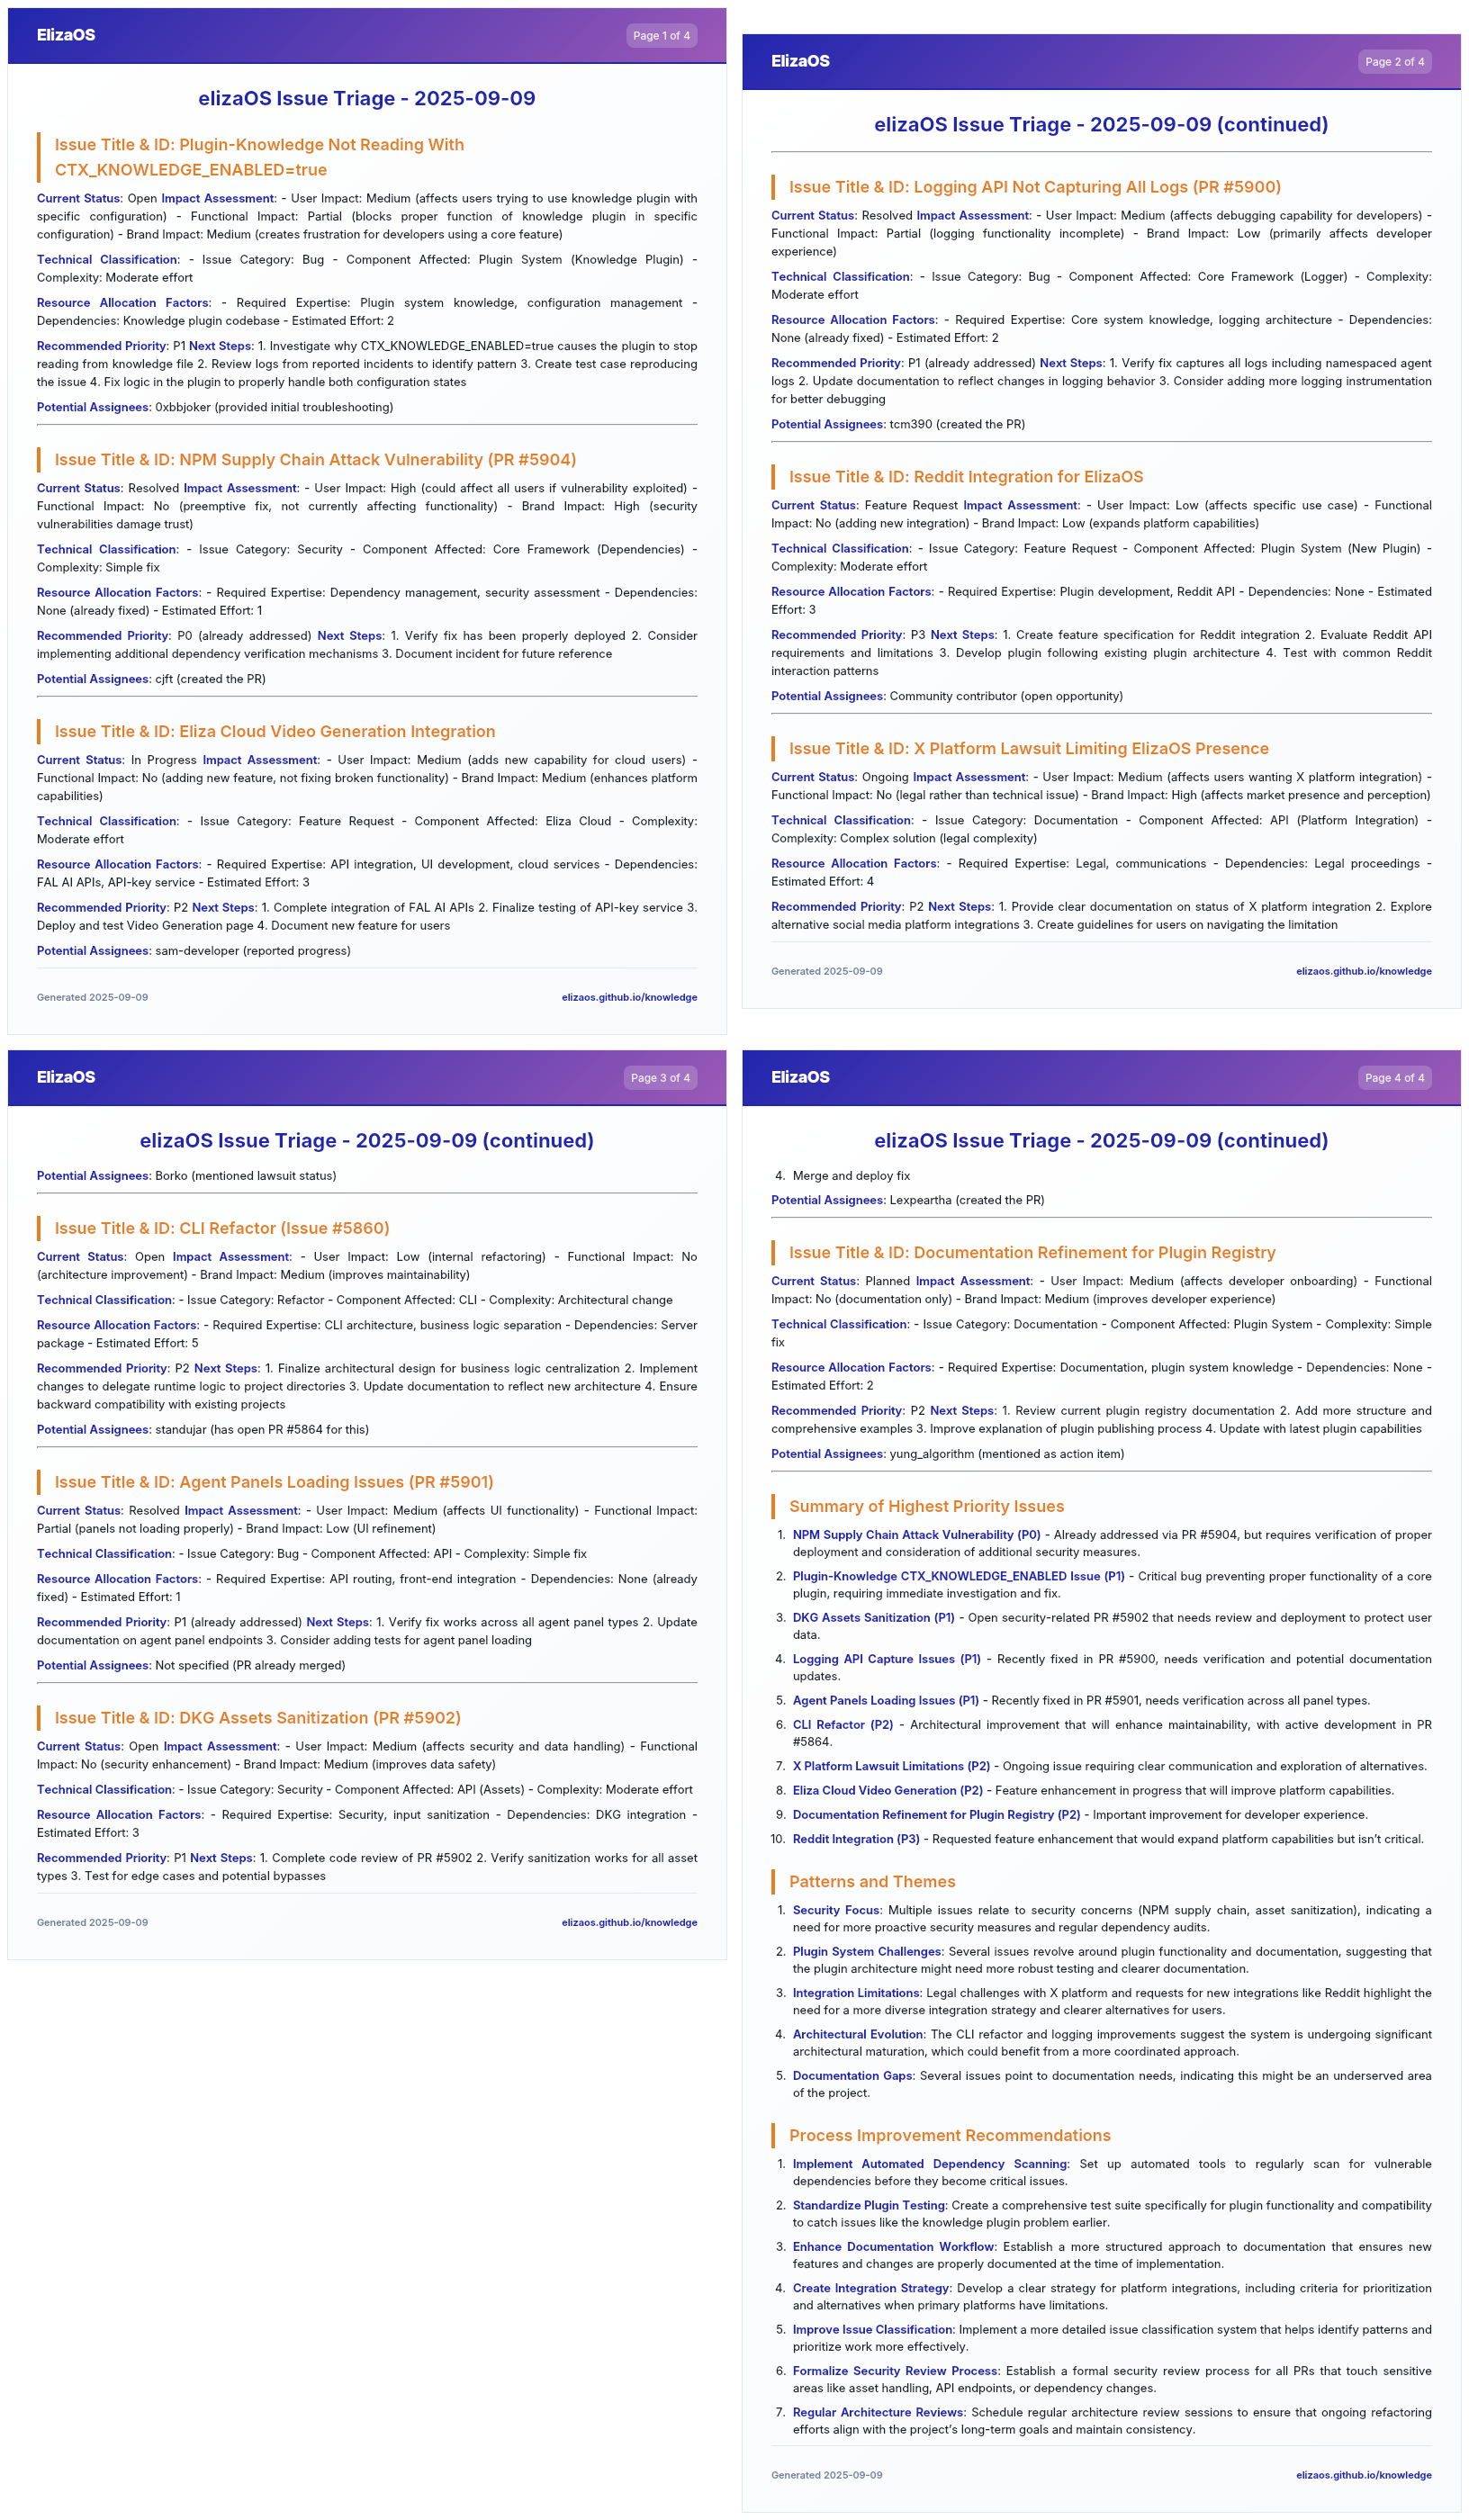 ElizaOS
Page 1 of 4
elizaOS Issue Triage - 2025-09-09
Issue Title & ID: Plugin-Knowledge Not Reading With
CTX_KNOWLEDGE_ENABLED=true
Current Status: Open Impact Assessment: - User Impact: Medium (affects users trying to use knowledge plugin with
specific configuration) - Functional Impact: Partial (blocks proper function of knowledge plugin in specific
configuration) - Brand Impact: Medium (creates frustration for developers using a core feature)
Technical Classification: - Issue Category: Bug - Component Affected: Plugin System (Knowledge Plugin) -
Complexity: Moderate effort
Resource Allocation Factors: - Required Expertise: Plugin system knowledge, configuration management -
Dependencies: Knowledge plugin codebase - Estimated Effort: 2
Recommended Priority: P1 Next Steps: 1. Investigate why CTX_KNOWLEDGE_ENABLED=true causes the plugin to stop
reading from knowledge file 2. Review logs from reported incidents to identify pattern 3. Create test case reproducing
the issue 4. Fix logic in the plugin to properly handle both configuration states
Potential Assignees: 0xbbjoker (provided initial troubleshooting)
Issue Title & ID: NPM Supply Chain Attack Vulnerability (PR #5904)
Current Status: Resolved Impact Assessment: - User Impact: High (could affect all users if vulnerability exploited) -
Functional Impact: No (preemptive fix, not currently affecting functionality) - Brand Impact: High (security
vulnerabilities damage trust)
Technical Classification: - Issue Category: Security - Component Affected: Core Framework (Dependencies) -
Complexity: Simple fix
Resource Allocation Factors: - Required Expertise: Dependency management, security assessment - Dependencies:
None (already fixed) - Estimated Effort: 1
Recommended Priority: P0 (already addressed) Next Steps: 1. Verify fix has been properly deployed 2. Consider
implementing additional dependency verification mechanisms 3. Document incident for future reference
Potential Assignees: cjft (created the PR)
Issue Title & ID: Eliza Cloud Video Generation Integration
Current Status: In Progress Impact Assessment: - User Impact: Medium (adds new capability for cloud users) -
Functional Impact: No (adding new feature, not fixing broken functionality) - Brand Impact: Medium (enhances platform
capabilities)
Technical Classification: - Issue Category: Feature Request - Component Affected: Eliza Cloud - Complexity:
Moderate effort
Resource Allocation Factors: - Required Expertise: API integration, UI development, cloud services - Dependencies:
FAL AI APIs, API-key service - Estimated Effort: 3
Recommended Priority: P2 Next Steps: 1. Complete integration of FAL AI APIs 2. Finalize testing of API-key service 3.
Deploy and test Video Generation page 4. Document new feature for users
Potential Assignees: sam-developer (reported progress)
Generated 2025-09-09
elizaos.github.io/knowledge
ElizaOS
Page 2 of 4
elizaOS Issue Triage - 2025-09-09 (continued)
Issue Title & ID: Logging API Not Capturing All Logs (PR #5900)
Current Status: Resolved Impact Assessment: - User Impact: Medium (affects debugging capability for developers) -
Functional Impact: Partial (logging functionality incomplete) - Brand Impact: Low (primarily affects developer
experience)
Technical Classification: - Issue Category: Bug - Component Affected: Core Framework (Logger) - Complexity:
Moderate effort
Resource Allocation Factors: - Required Expertise: Core system knowledge, logging architecture - Dependencies:
None (already fixed) - Estimated Effort: 2
Recommended Priority: P1 (already addressed) Next Steps: 1. Verify fix captures all logs including namespaced agent
logs 2. Update documentation to reflect changes in logging behavior 3. Consider adding more logging instrumentation
for better debugging
Potential Assignees: tcm390 (created the PR)
Issue Title & ID: Reddit Integration for ElizaOS
Current Status: Feature Request Impact Assessment: - User Impact: Low (affects specific use case) - Functional
Impact: No (adding new integration) - Brand Impact: Low (expands platform capabilities)
Technical Classification: - Issue Category: Feature Request - Component Affected: Plugin System (New Plugin) -
Complexity: Moderate effort
Resource Allocation Factors: - Required Expertise: Plugin development, Reddit API - Dependencies: None - Estimated
Effort: 3
Recommended Priority: P3 Next Steps: 1. Create feature specification for Reddit integration 2. Evaluate Reddit API
requirements and limitations 3. Develop plugin following existing plugin architecture 4. Test with common Reddit
interaction patterns
Potential Assignees: Community contributor (open opportunity)
Issue Title & ID: X Platform Lawsuit Limiting ElizaOS Presence
Current Status: Ongoing Impact Assessment: - User Impact: Medium (affects users wanting X platform integration) -
Functional Impact: No (legal rather than technical issue) - Brand Impact: High (affects market presence and perception)
Technical Classification: - Issue Category: Documentation - Component Affected: API (Platform Integration) -
Complexity: Complex solution (legal complexity)
Resource Allocation Factors: - Required Expertise: Legal, communications - Dependencies: Legal proceedings -
Estimated Effort: 4
Recommended Priority: P2 Next Steps: 1. Provide clear documentation on status of X platform integration 2. Explore
alternative social media platform integrations 3. Create guidelines for users on navigating the limitation
Generated 2025-09-09
elizaos.github.io/knowledge
ElizaOS
Page 3 of 4
elizaOS Issue Triage - 2025-09-09 (continued)
Potential Assignees: Borko (mentioned lawsuit status)
Issue Title & ID: CLI Refactor (Issue #5860)
Current Status: Open Impact Assessment: - User Impact: Low (internal refactoring) - Functional Impact: No
(architecture improvement) - Brand Impact: Medium (improves maintainability)
Technical Classification: - Issue Category: Refactor - Component Affected: CLI - Complexity: Architectural change
Resource Allocation Factors: - Required Expertise: CLI architecture, business logic separation - Dependencies: Server
package - Estimated Effort: 5
Recommended Priority: P2 Next Steps: 1. Finalize architectural design for business logic centralization 2. Implement
changes to delegate runtime logic to project directories 3. Update documentation to reflect new architecture 4. Ensure
backward compatibility with existing projects
Potential Assignees: standujar (has open PR #5864 for this)
Issue Title & ID: Agent Panels Loading Issues (PR #5901)
Current Status: Resolved Impact Assessment: - User Impact: Medium (affects UI functionality) - Functional Impact:
Partial (panels not loading properly) - Brand Impact: Low (UI refinement)
Technical Classification: - Issue Category: Bug - Component Affected: API - Complexity: Simple fix
Resource Allocation Factors: - Required Expertise: API routing, front-end integration - Dependencies: None (already
fixed) - Estimated Effort: 1
Recommended Priority: P1 (already addressed) Next Steps: 1. Verify fix works across all agent panel types 2. Update
documentation on agent panel endpoints 3. Consider adding tests for agent panel loading
Potential Assignees: Not specified (PR already merged)
Issue Title & ID: DKG Assets Sanitization (PR #5902)
Current Status: Open Impact Assessment: - User Impact: Medium (affects security and data handling) - Functional
Impact: No (security enhancement) - Brand Impact: Medium (improves data safety)
Technical Classification: - Issue Category: Security - Component Affected: API (Assets) - Complexity: Moderate effort
Resource Allocation Factors: - Required Expertise: Security, input sanitization - Dependencies: DKG integration -
Estimated Effort: 3
Recommended Priority: P1 Next Steps: 1. Complete code review of PR #5902 2. Verify sanitization works for all asset
types 3. Test for edge cases and potential bypasses
Generated 2025-09-09
elizaos.github.io/knowledge
ElizaOS
Page 4 of 4
elizaOS Issue Triage - 2025-09-09 (continued)
4. Merge and deploy fix
Potential Assignees: Lexpeartha (created the PR)
Issue Title & ID: Documentation Refinement for Plugin Registry
Current Status: Planned Impact Assessment: - User Impact: Medium (affects developer onboarding) - Functional
Impact: No (documentation only) - Brand Impact: Medium (improves developer experience)
Technical Classification: - Issue Category: Documentation - Component Affected: Plugin System - Complexity: Simple
fix
Resource Allocation Factors: - Required Expertise: Documentation, plugin system knowledge - Dependencies: None -
Estimated Effort: 2
Recommended Priority: P2 Next Steps: 1. Review current plugin registry documentation 2. Add more structure and
comprehensive examples 3. Improve explanation of plugin publishing process 4. Update with latest plugin capabilities
Potential Assignees: yung_algorithm (mentioned as action item)
Summary of Highest Priority Issues
1. NPM Supply Chain Attack Vulnerability (P0) - Already addressed via PR #5904, but requires verification of proper
deployment and consideration of additional security measures.
2. Plugin-Knowledge CTX_KNOWLEDGE_ENABLED Issue (P1) - Critical bug preventing proper functionality of a core
plugin, requiring immediate investigation and fix.
3. DKG Assets Sanitization (P1) - Open security-related PR #5902 that needs review and deployment to protect user
data.
4. Logging API Capture Issues (P1) - Recently fixed in PR #5900, needs verification and potential documentation
updates.
5. Agent Panels Loading Issues (P1) - Recently fixed in PR #5901, needs verification across all panel types.
6. CLI Refactor (P2) - Architectural improvement that will enhance maintainability, with active development in PR
#5864.
7. X Platform Lawsuit Limitations (P2) - Ongoing issue requiring clear communication and exploration of alternatives.
8. Eliza Cloud Video Generation (P2) - Feature enhancement in progress that will improve platform capabilities.
9. Documentation Refinement for Plugin Registry (P2) - Important improvement for developer experience.
10. Reddit Integration (P3) - Requested feature enhancement that would expand platform capabilities but isn't critical.
Patterns and Themes
1. Security Focus: Multiple issues relate to security concerns (NPM supply chain, asset sanitization), indicating a
need for more proactive security measures and regular dependency audits.
2. Plugin System Challenges: Several issues revolve around plugin functionality and documentation, suggesting that
the plugin architecture might need more robust testing and clearer documentation.
3. Integration Limitations: Legal challenges with X platform and requests for new integrations like Reddit highlight the
need for a more diverse integration strategy and clearer alternatives for users.
4. Architectural Evolution: The CLI refactor and logging improvements suggest the system is undergoing significant
architectural maturation, which could benefit from a more coordinated approach.
5. Documentation Gaps: Several issues point to documentation needs, indicating this might be an underserved area
of the project.
Process Improvement Recommendations
1. Implement Automated Dependency Scanning: Set up automated tools to regularly scan for vulnerable
dependencies before they become critical issues.
2. Standardize Plugin Testing: Create a comprehensive test suite specifically for plugin functionality and compatibility
to catch issues like the knowledge plugin problem earlier.
3. Enhance Documentation Workflow: Establish a more structured approach to documentation that ensures new
features and changes are properly documented at the time of implementation.
4. Create Integration Strategy: Develop a clear strategy for platform integrations, including criteria for prioritization
and alternatives when primary platforms have limitations.
5. Improve Issue Classification: Implement a more detailed issue classification system that helps identify patterns and
prioritize work more effectively.
6. Formalize Security Review Process: Establish a formal security review process for all PRs that touch sensitive
areas like asset handling, API endpoints, or dependency changes.
7. Regular Architecture Reviews: Schedule regular architecture review sessions to ensure that ongoing refactoring
efforts align with the project's long-term goals and maintain consistency.
Generated 2025-09-09
elizaos.github.io/knowledge